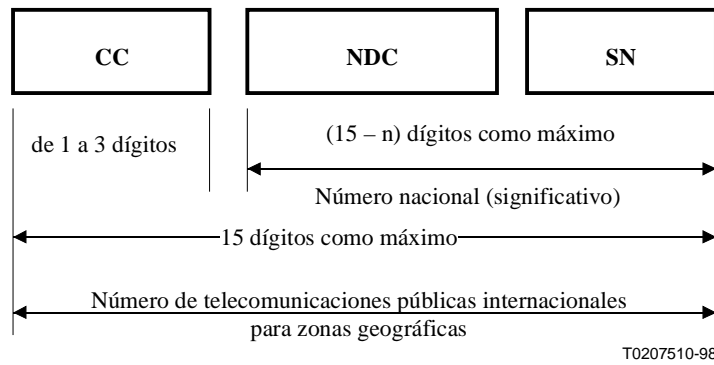 CC NDC SN
de 1 a 3 dígitos
(15 – n) dígitos como máximo
Número nacional (significativo)
15 dígitos como máximo
Número de telecomunicaciones públicas internacionales
para zonas geográficas
T0207510-98